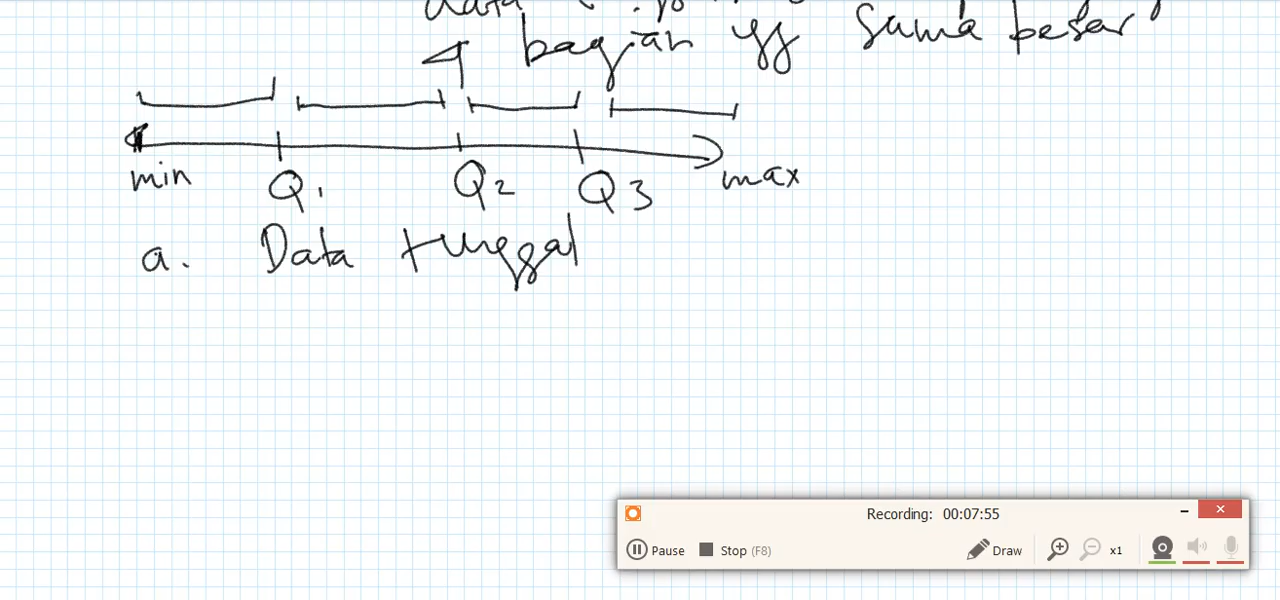 data
4 bagian yg sama besar
min Q1 Q2 Q3 max
a. Data tunggal
Recording: 00:07:55
Pause Stop (F8) Draw x1